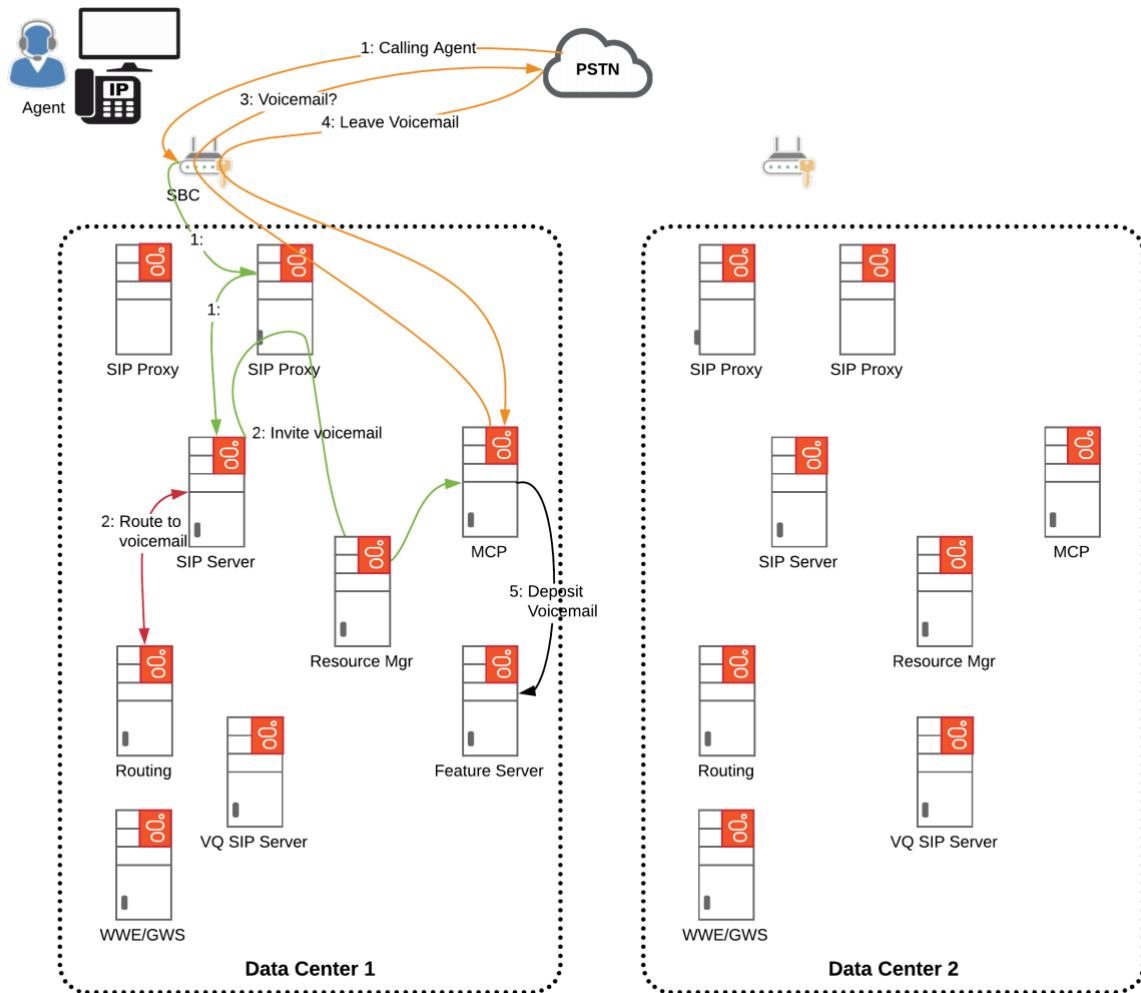 1: Calling Agent
PSTN
IP
Agent
3: Voicemail?
4: Leave Voicemail
SBC
1:
1:
SIP Proxy
SIP Proxy
SIP Proxy
SIP Proxy
2: Invite voicemail
2: Route to
voicemail
SIP Server
MCP
SIP Server
MCP
5: Deposit
Voicemail
Resource Mgr
Resource Mgr
Routing
Feature Server
Routing
VQ SIP Server
VQ SIP Server
WWE/GWS
WWE/GWS
Data Center 1
Data Center 2